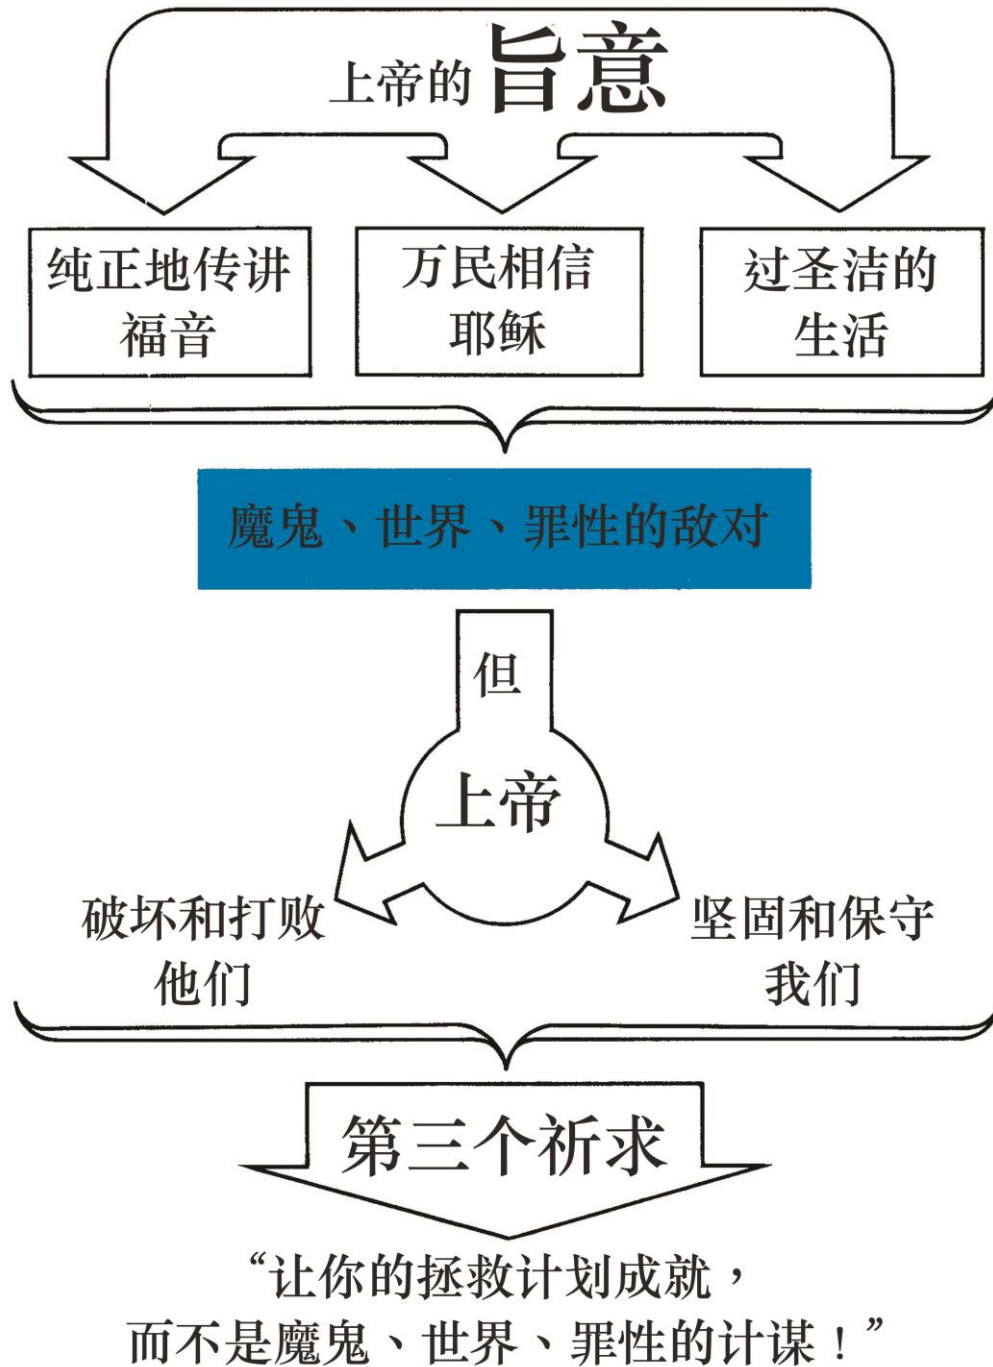 上帝的旨意
纯正地传讲
福音
万民相信
耶稣
过圣洁的
生活
魔鬼、世界、罪性的敌对
但
上帝
破坏和打败
他们
坚固和保守
我们
第三个祈求
“让你的拯救计划成就，
而不是魔鬼、世界、罪性的计谋！”